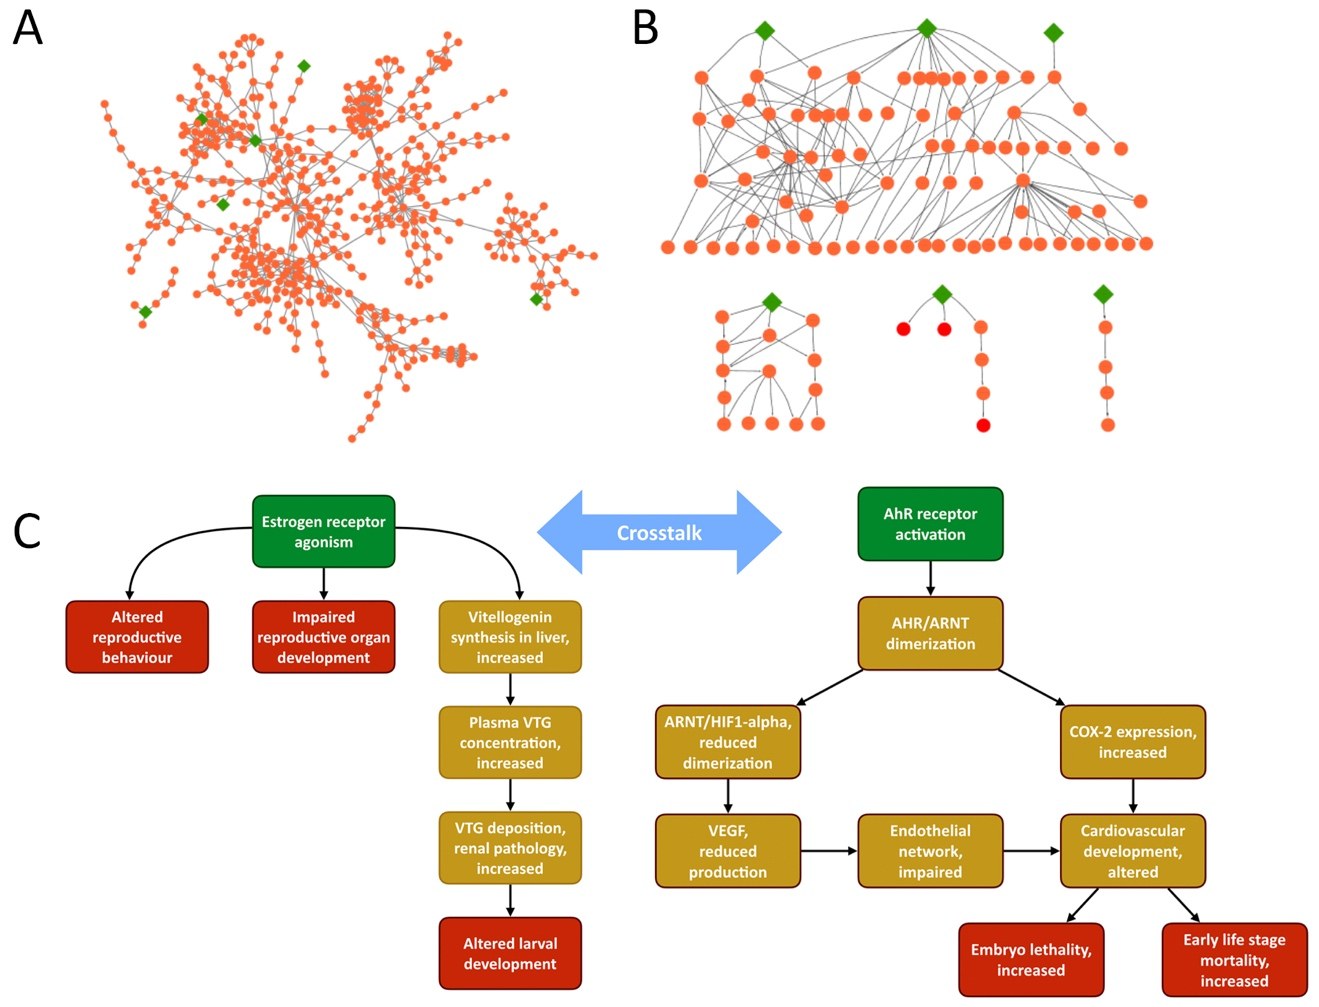 A
B
C
Estrogen receptor
agonism
Crosstalk
AhR receptor
activation
Altered
reproductive
behaviour
Impaired
reproductive organ
development
Vitellogenin
synthesis in liver,
increased
AHR/ARNT
dimerization
Plasma VTG
concentration,
increased
ARNT/HIF1-alpha,
reduced
dimerization
COX-2 expression,
increased
VTG deposition,
renal pathology,
increased
VEGF,
reduced
production
Endothelial
network,
impaired
Cardiovascular
development,
altered
Altered larval
development
Embryo lethality,
increased
Early life stage
mortality,
increased